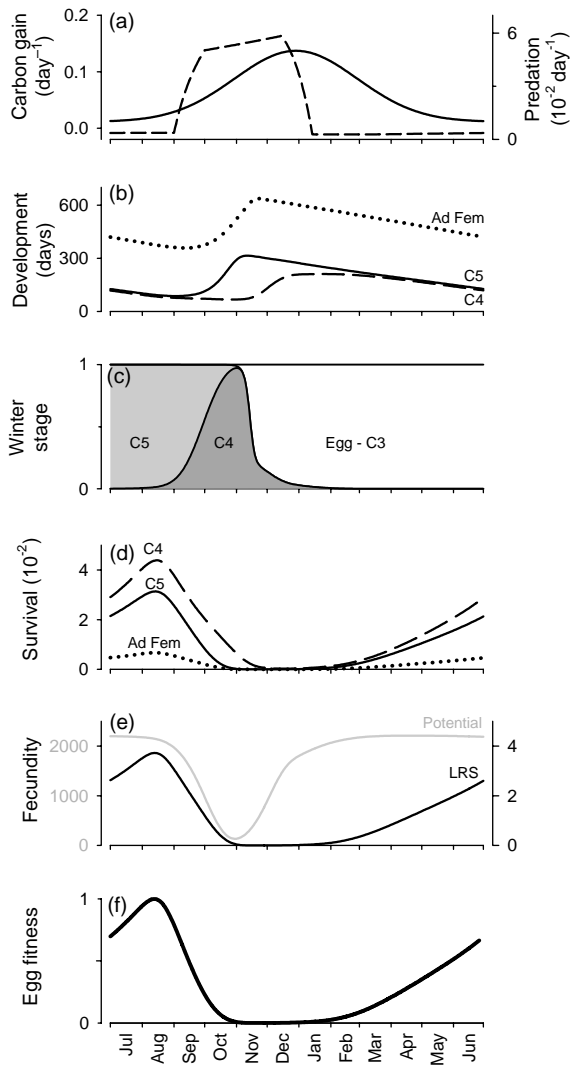 (a)
Carbon gain
(day⁻¹)
0.2
0.1
0.0
6
0
Predation
(10⁻² day⁻¹)
(b)
Development
(days)
600
300
0
Ad Fem
C5
C4
(c)
Winter
stage
1
0
C5
C4
Egg - C3
(d)
Survival (10⁻²)
4
2
0
C4
C5
Ad Fem
(e)
Fecundity
2000
1000
0
Potential
LRS
4
2
0
(f)
Egg fitness
1
0
Jul
Aug
Sep
Oct
Nov
Dec
Jan
Feb
Mar
Apr
May
Jun